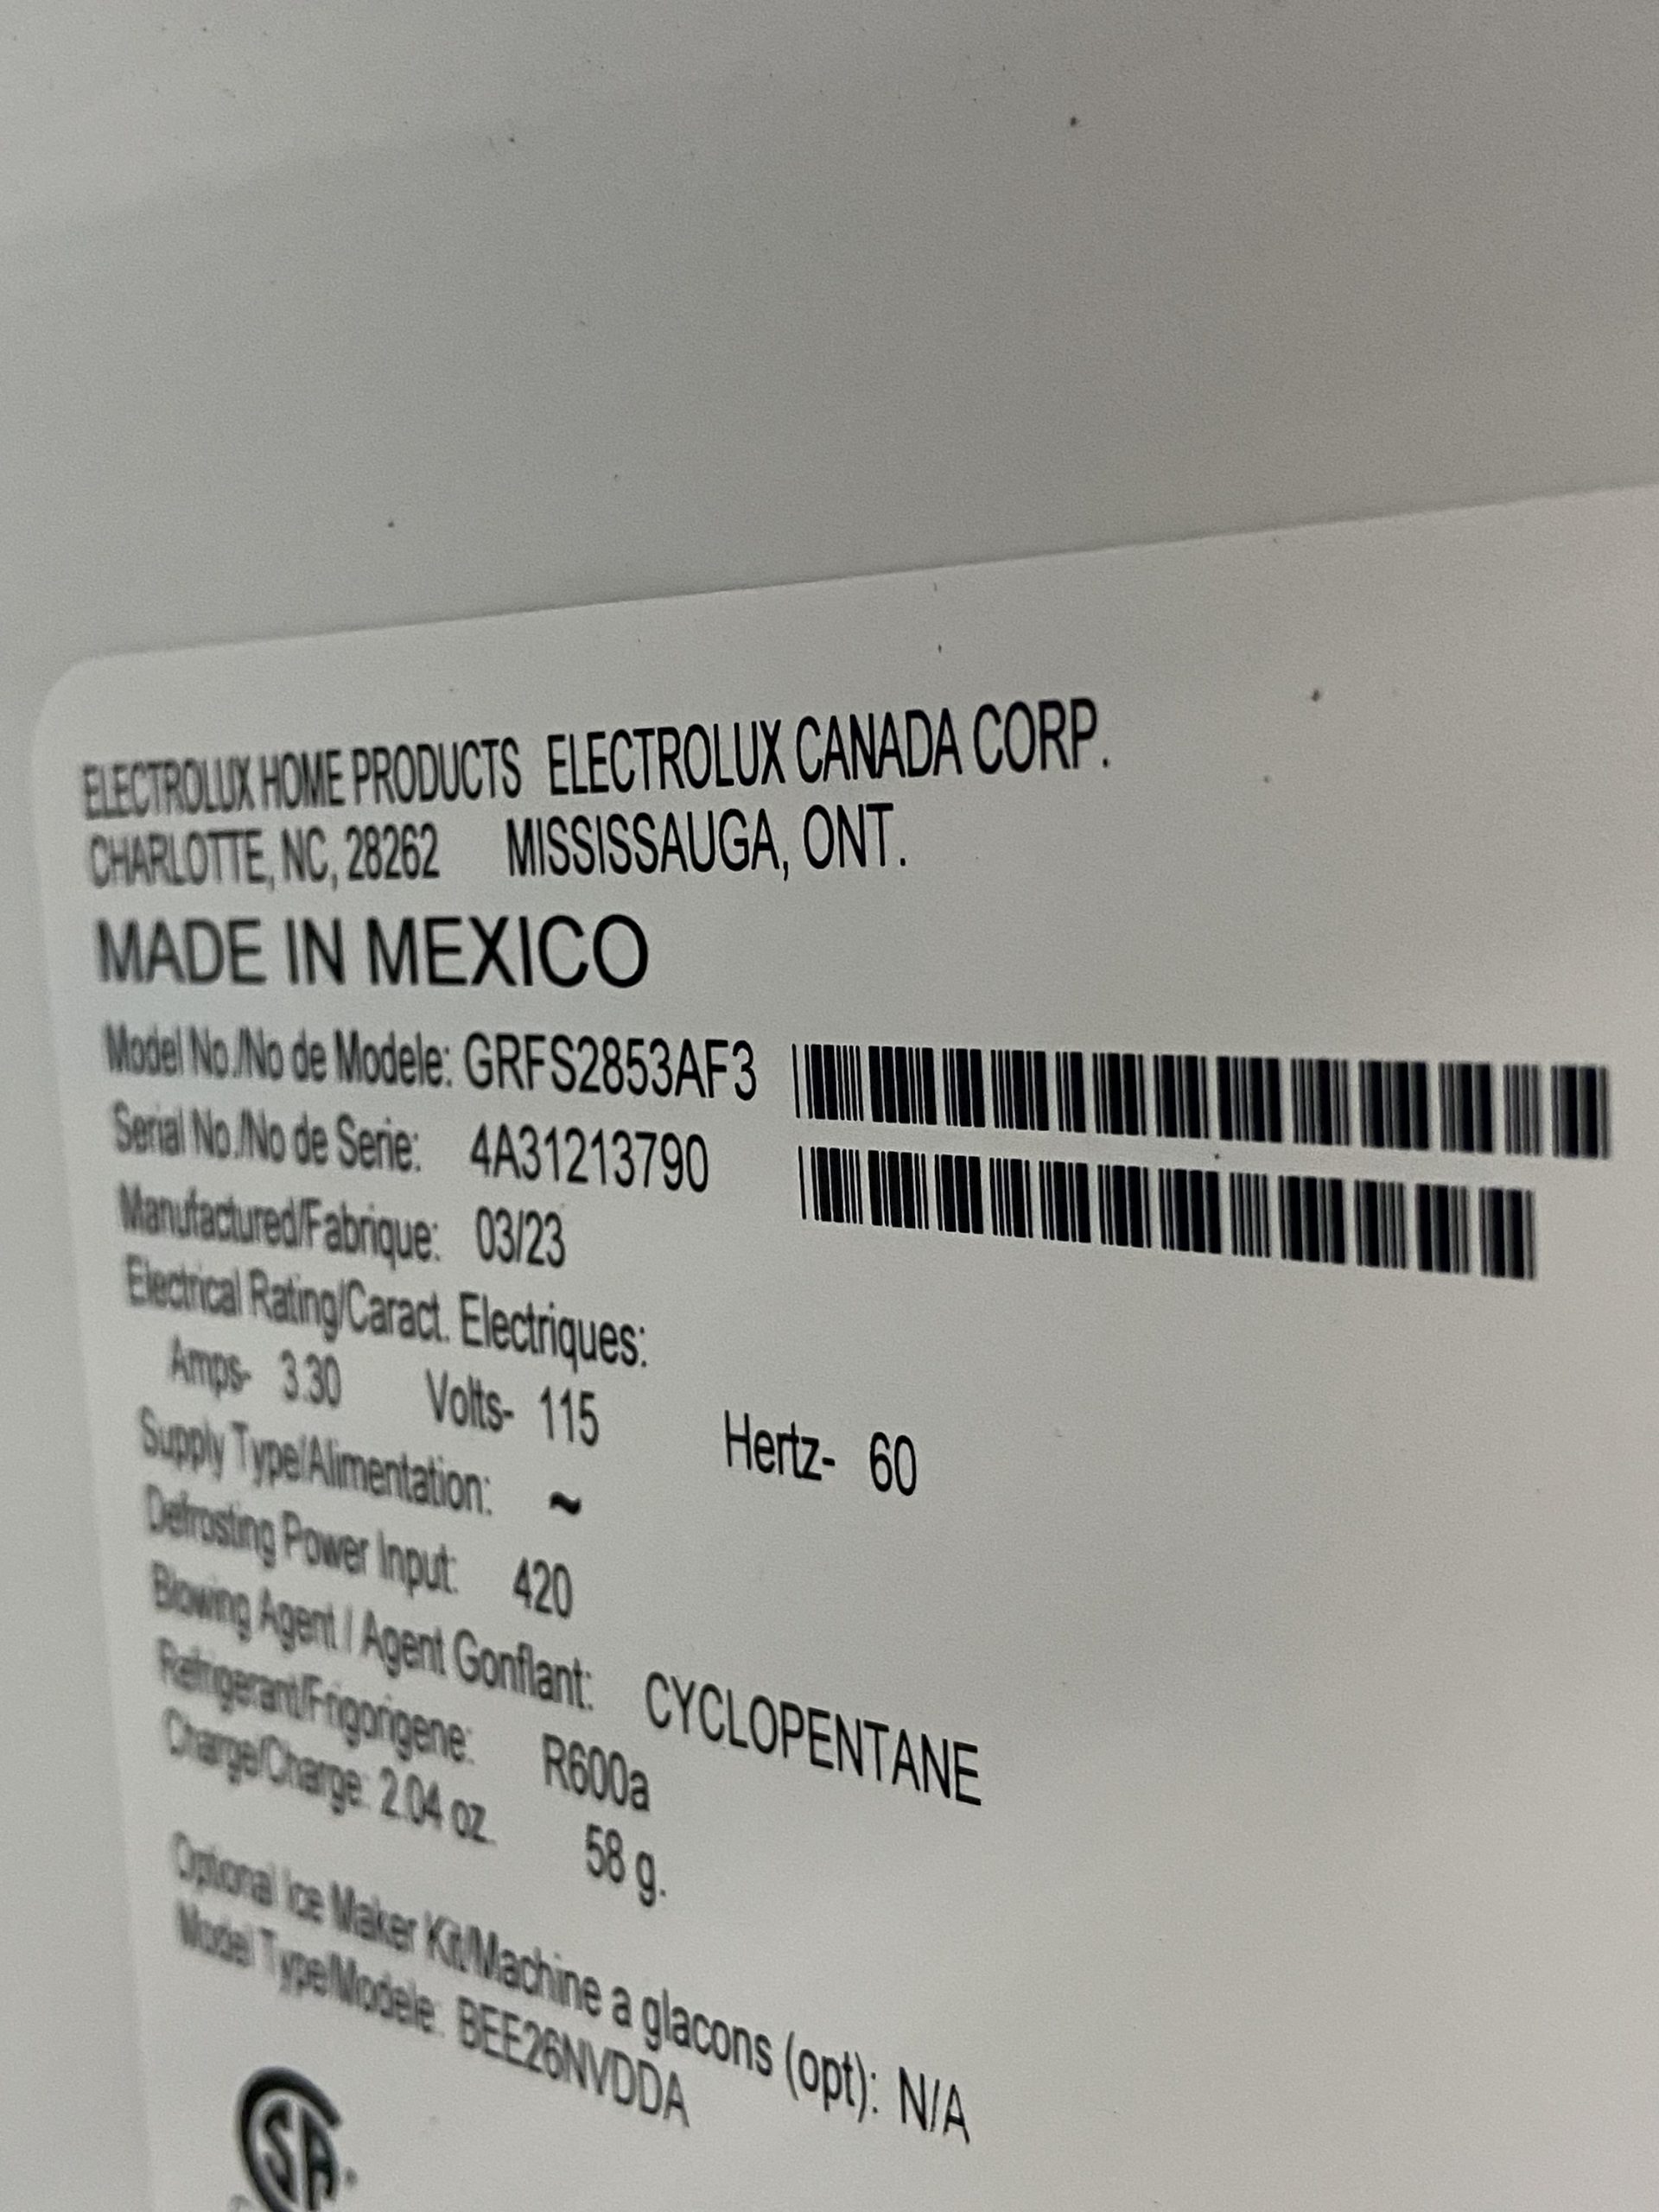 ELECTROLUX HOME PRODUCTS ELECTROLUX CANADA CORP.
CHARLOTTE, NC, 28262 MISSISSAUGA, ONT.
MADE IN MEXICO
Model No./No de Modele: GRFS2853AF3
Serial No./No de Serie: 4A31213790
Manufactured/Fabrique: 03/23
Electrical Rating/Caract. Electriques:
Amps- 3.30 Volts- 115 Hertz- 60
Supply Type/Alimentation: ~
Defrosting Power Input: 420
Blowing Agent / Agent Gonflant: CYCLOPENTANE
Refrigerant/Frigorigene: R600a
Charge/Charge: 2.04 oz. 58 g.
Optional Ice Maker Kit/Machine a glacons (opt): N/A
Model Type/Modele: BEE26NVDDA
SA